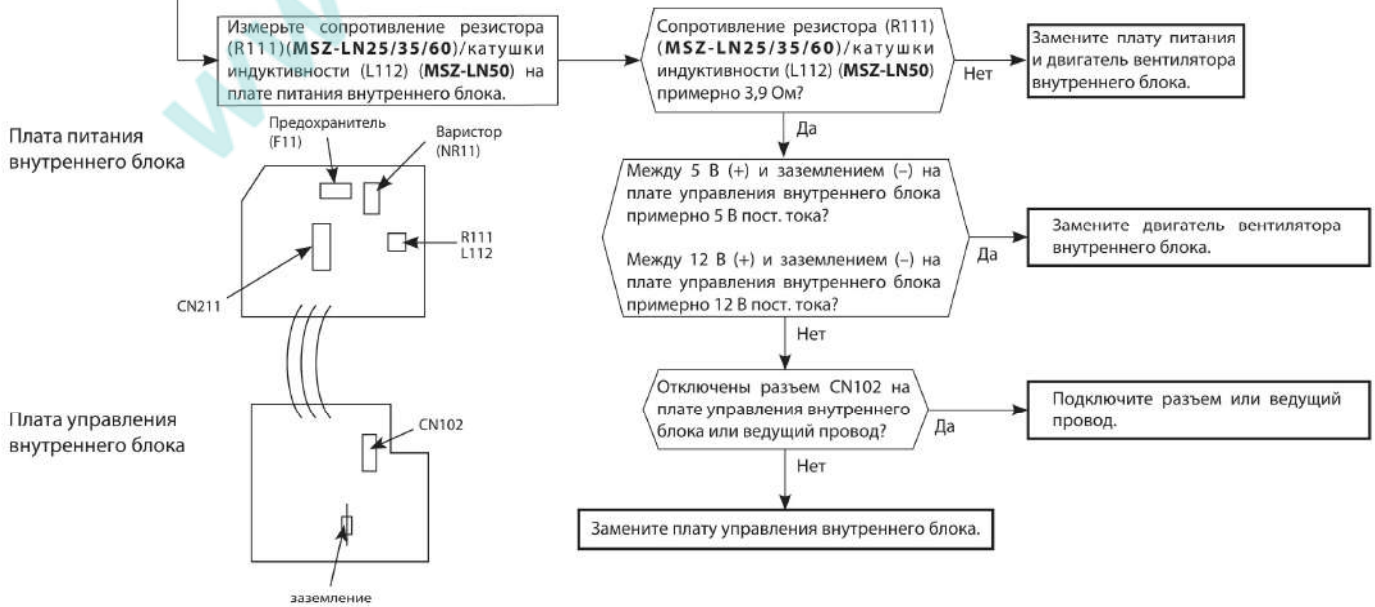 Измерьте сопротивление резистора
(R111)(MSZ-LN25/35/60)/катушки
индуктивности (L112) (MSZ-LN50) на
плате питания внутреннего блока.
Сопротивление резистора (R111)
(MSZ-LN25/35/60)/катушки
индуктивности (L112) (MSZ-LN50)
примерно 3,9 Ом?
Нет
Замените плату питания
и двигатель вентилятора
внутреннего блока.
Да
Плата питания
внутреннего блока
Предохранитель
(F11)
Варистор
(NR11)
R111
L112
CN211
Между 5 В (+) и заземлением (–) на
плате управления внутреннего блока
примерно 5 В пост. тока?
Между 12 В (+) и заземлением (–) на
плате управления внутреннего блока
примерно 12 В пост. тока?
Да
Замените двигатель вентилятора
внутреннего блока.
Нет
Плата управления
внутреннего блока
CN102
заземление
Отключены разъем CN102 на
плате управления внутреннего
блока или ведущий провод?
Да
Подключите разъем или ведущий
провод.
Нет
Замените плату управления внутреннего блока.